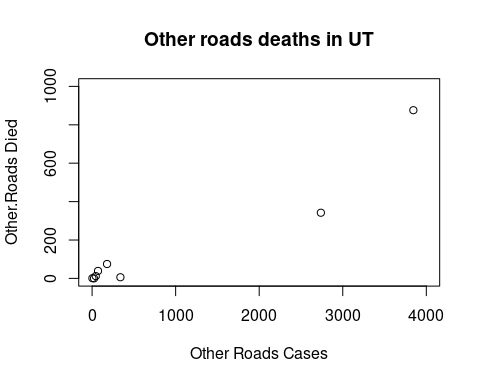 Other roads deaths in UT
Other.Roads Died
1000
600
200
0
0 1000 2000 3000 4000
Other Roads Cases